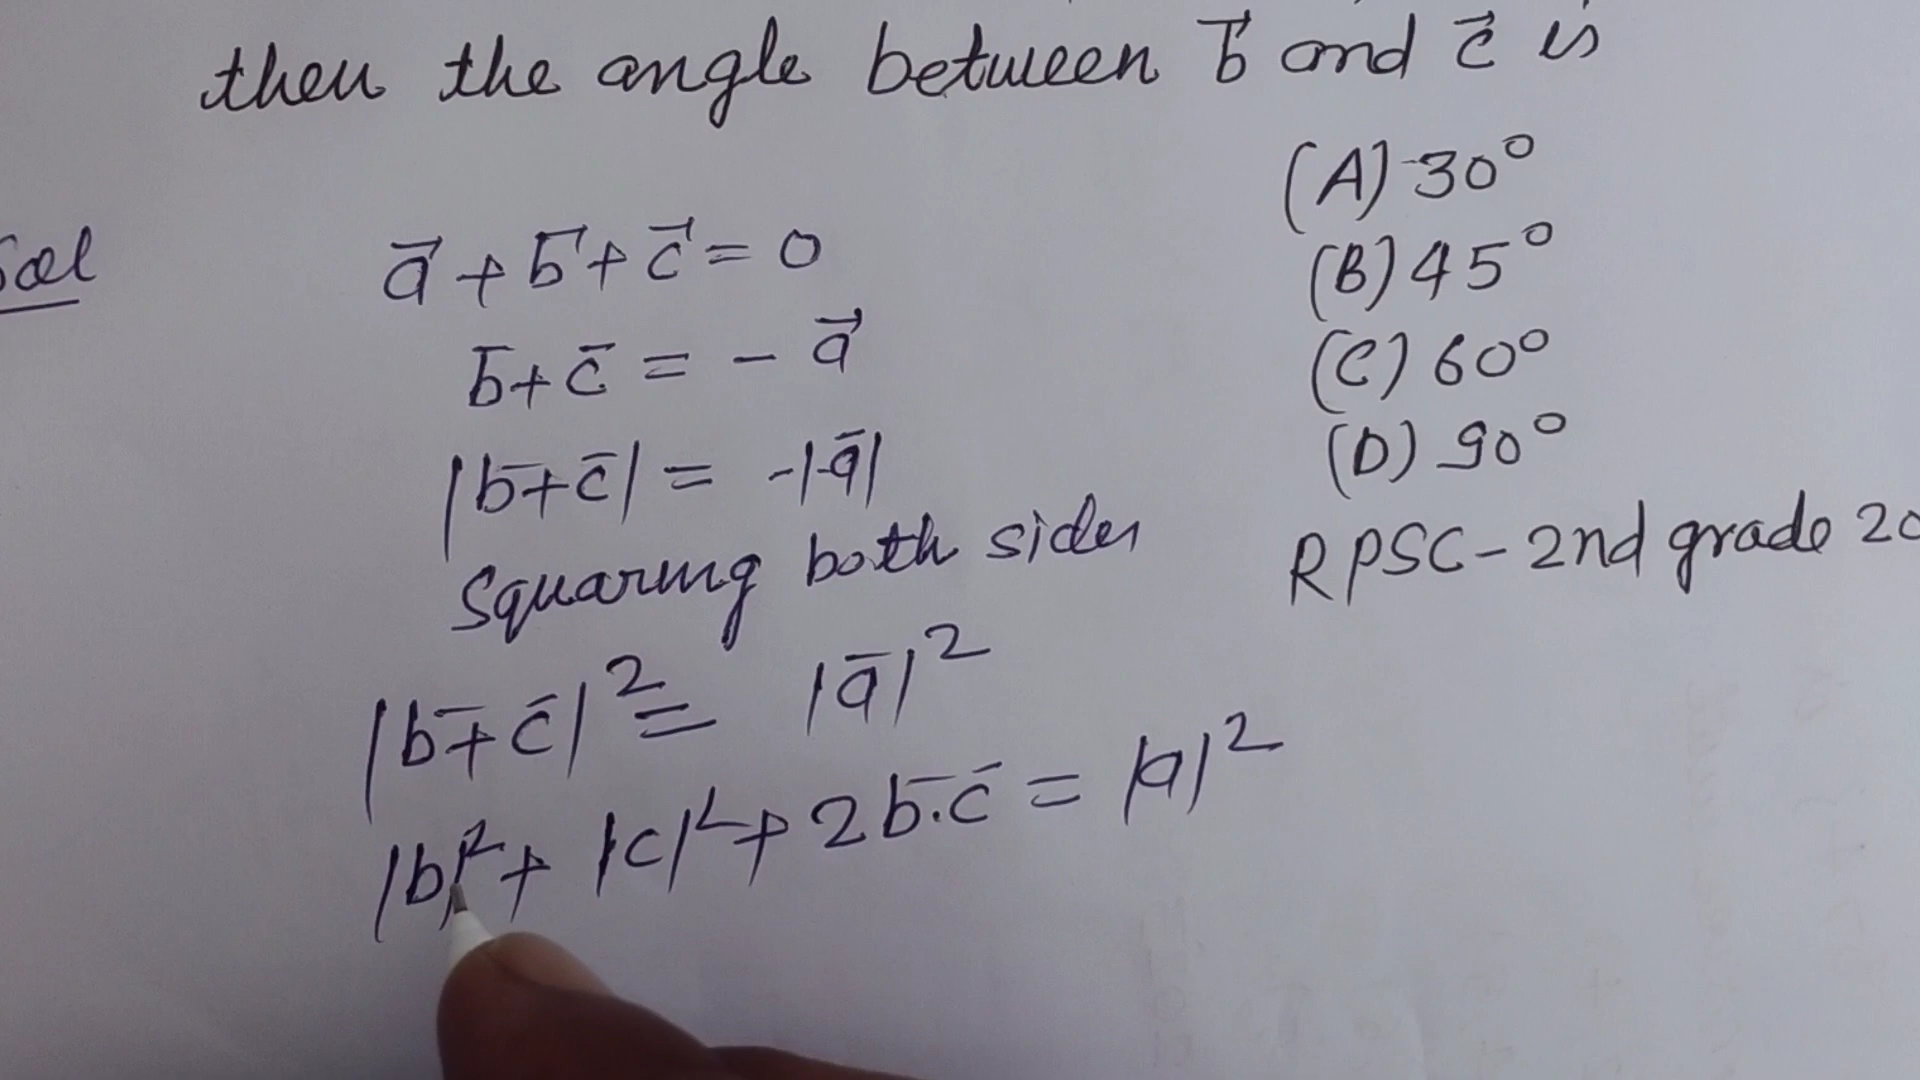 then the angle between b⃗ and c⃗ is
(A) 30°
(B) 45°
(C) 60°
(D) 90°
RPSC-2nd grade 20
Sol
a⃗ + b⃗ + c⃗ = 0
b̄ + c̄ = - a⃗
|b̄ + c̄| = -|-ā|
Squaring both sides
|b̄ + c̄|² = |ā|²
|b|² + |c|² + 2b̄.c̄ = |a|²